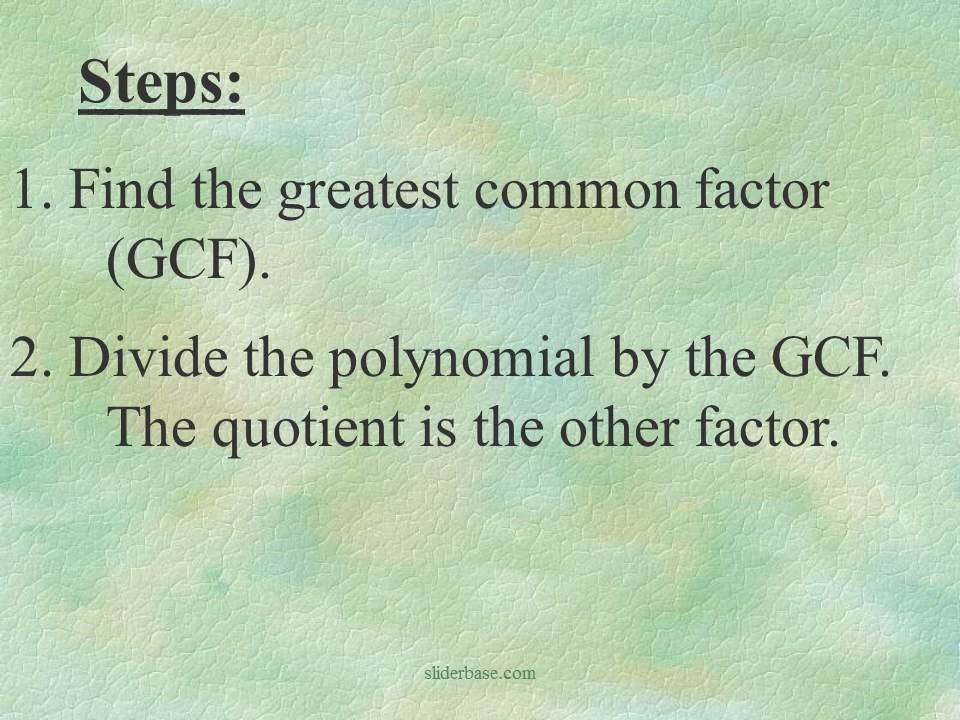 Steps:
1. Find the greatest common factor
(GCF).
2. Divide the polynomial by the GCF.
The quotient is the other factor.
sliderbase.com